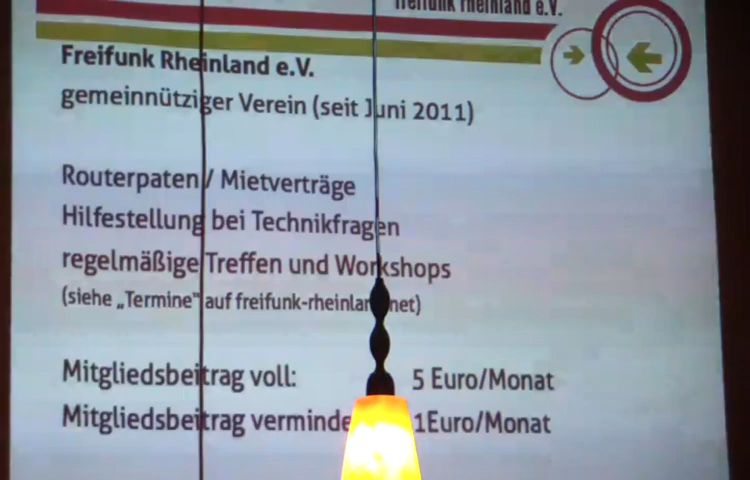 freifunk rheinland e.V.
Freifunk Rheinland e.V.
gemeinnütziger Verein (seit Juni 2011)
Routerpaten / Mietverträge
Hilfestellung bei Technikfragen
regelmäßige Treffen und Workshops
(siehe „Termine“ auf freifunk-rheinland.net)
Mitgliedsbeitrag voll: 5 Euro/Monat
Mitgliedsbeitrag verminde 1Euro/Monat